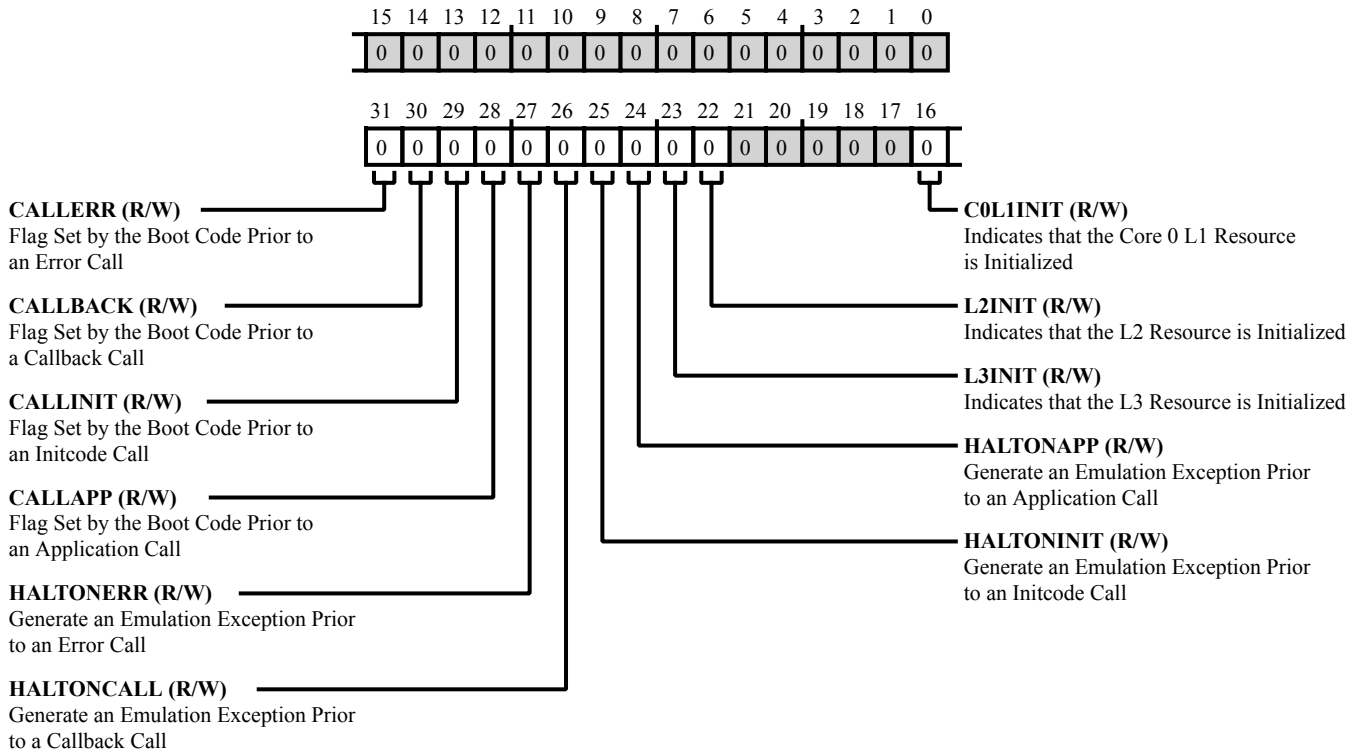 15 14 13 12 11 10 9 8 7 6 5 4 3 2 1 0
0 0 0 0 0 0 0 0 0 0 0 0 0 0 0 0
31 30 29 28 27 26 25 24 23 22 21 20 19 18 17 16
0 0 0 0 0 0 0 0 0 0 0 0 0 0 0 0
CALLERR (R/W)
Flag Set by the Boot Code Prior to
an Error Call
CALLBACK (R/W)
Flag Set by the Boot Code Prior to
a Callback Call
CALLINIT (R/W)
Flag Set by the Boot Code Prior to
an Initcode Call
CALLAPP (R/W)
Flag Set by the Boot Code Prior to
an Application Call
HALTONERR (R/W)
Generate an Emulation Exception Prior
to an Error Call
HALTONCALL (R/W)
Generate an Emulation Exception Prior
to a Callback Call
C0L1INIT (R/W)
Indicates that the Core 0 L1 Resource
is Initialized
L2INIT (R/W)
Indicates that the L2 Resource is Initialized
L3INIT (R/W)
Indicates that the L3 Resource is Initialized
HALTONAPP (R/W)
Generate an Emulation Exception Prior
to an Application Call
HALTONINIT (R/W)
Generate an Emulation Exception Prior
to an Initcode Call